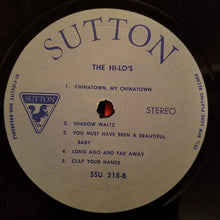 SUTTON
THE HI-LO'S
1. CHINATOWN, MY CHINATOWN
SUTTON
STEREO
2. SHADOW WALTZ
3. YOU MUST HAVE BEEN A BEAUTIFUL
BABY
4. LONG AGO AND FAR AWAY
5. CLAP YOUR HANDS
SSU 218-B